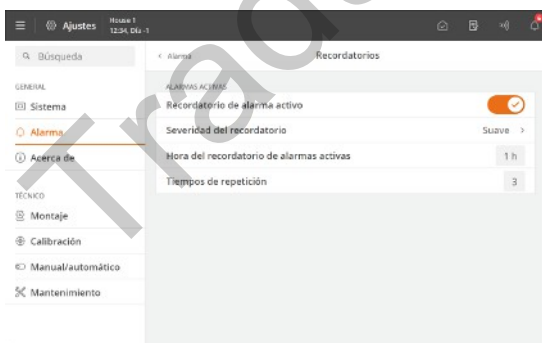 Ajustes
House 1
12:34, Día -1
Búsqueda
Alarma
Recordatorios
GENERAL
Sistema
Alarma
Acerca de
TÉCNICO
Montaje
Calibración
Manual/automático
Mantenimiento
ALARMAS ACTIVAS
Recordatorio de alarma activo
Severidad del recordatorio
Suave
Hora del recordatorio de alarmas activas
1 h
Tiempos de repetición
3